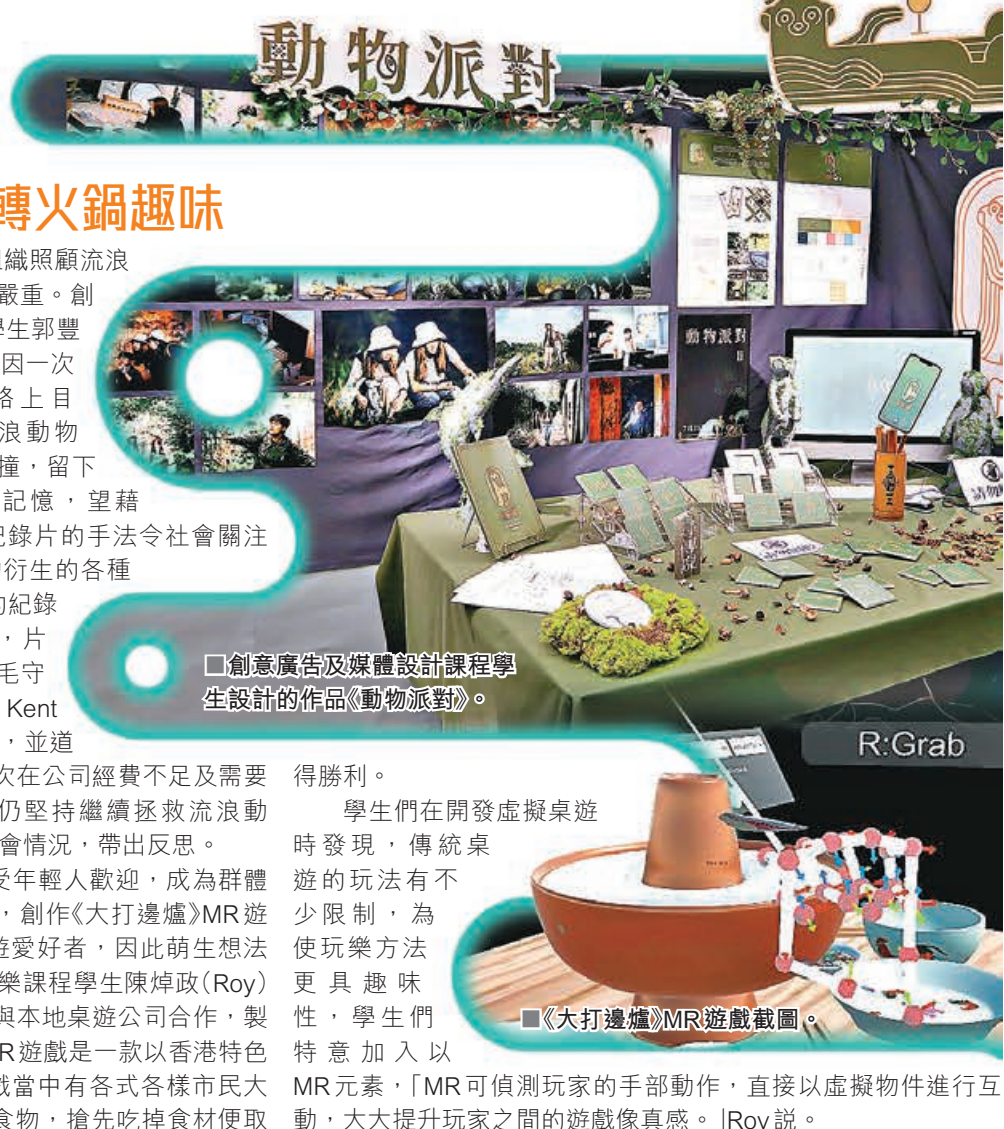 動物派對
轉火鍋趣味
組織照顧流浪
嚴重。創
學生郭豐
因一次
路上目
浪動物
撞,留下
記憶,望藉
紀錄片的手法令社會關注
衍生的各種
的紀錄
,片
毛守
Kent
,並道
次在公司經費不足及需要
仍堅持繼續拯救流浪動
會情況,帶出反思。
受年輕人歡迎,成為群體
,創作《大打邊爐》MR遊
遊愛好者,因此萌生想法
樂課程學生陳焯政(Roy)
與本地桌遊公司合作,製
R遊戲是一款以香港特色
戲當中有各式各樣市民大
食物,搶先吃掉食材便取
動物派對
■創意廣告及媒體設計課程學
生設計的作品《動物派對》。
R:Grab
得勝利。
學生們在開發虛擬桌遊
時發現,傳統桌
遊的玩法有不
少限制,為
使玩樂方法
更具趣味
性,學生們
特意加入以
MR元素,「MR可偵測玩家的手部動作,直接以虛擬物件進行互
動,大大提升玩家之間的遊戲像真感。」Roy説。
■《大打邊爐》MR遊戲截圖。